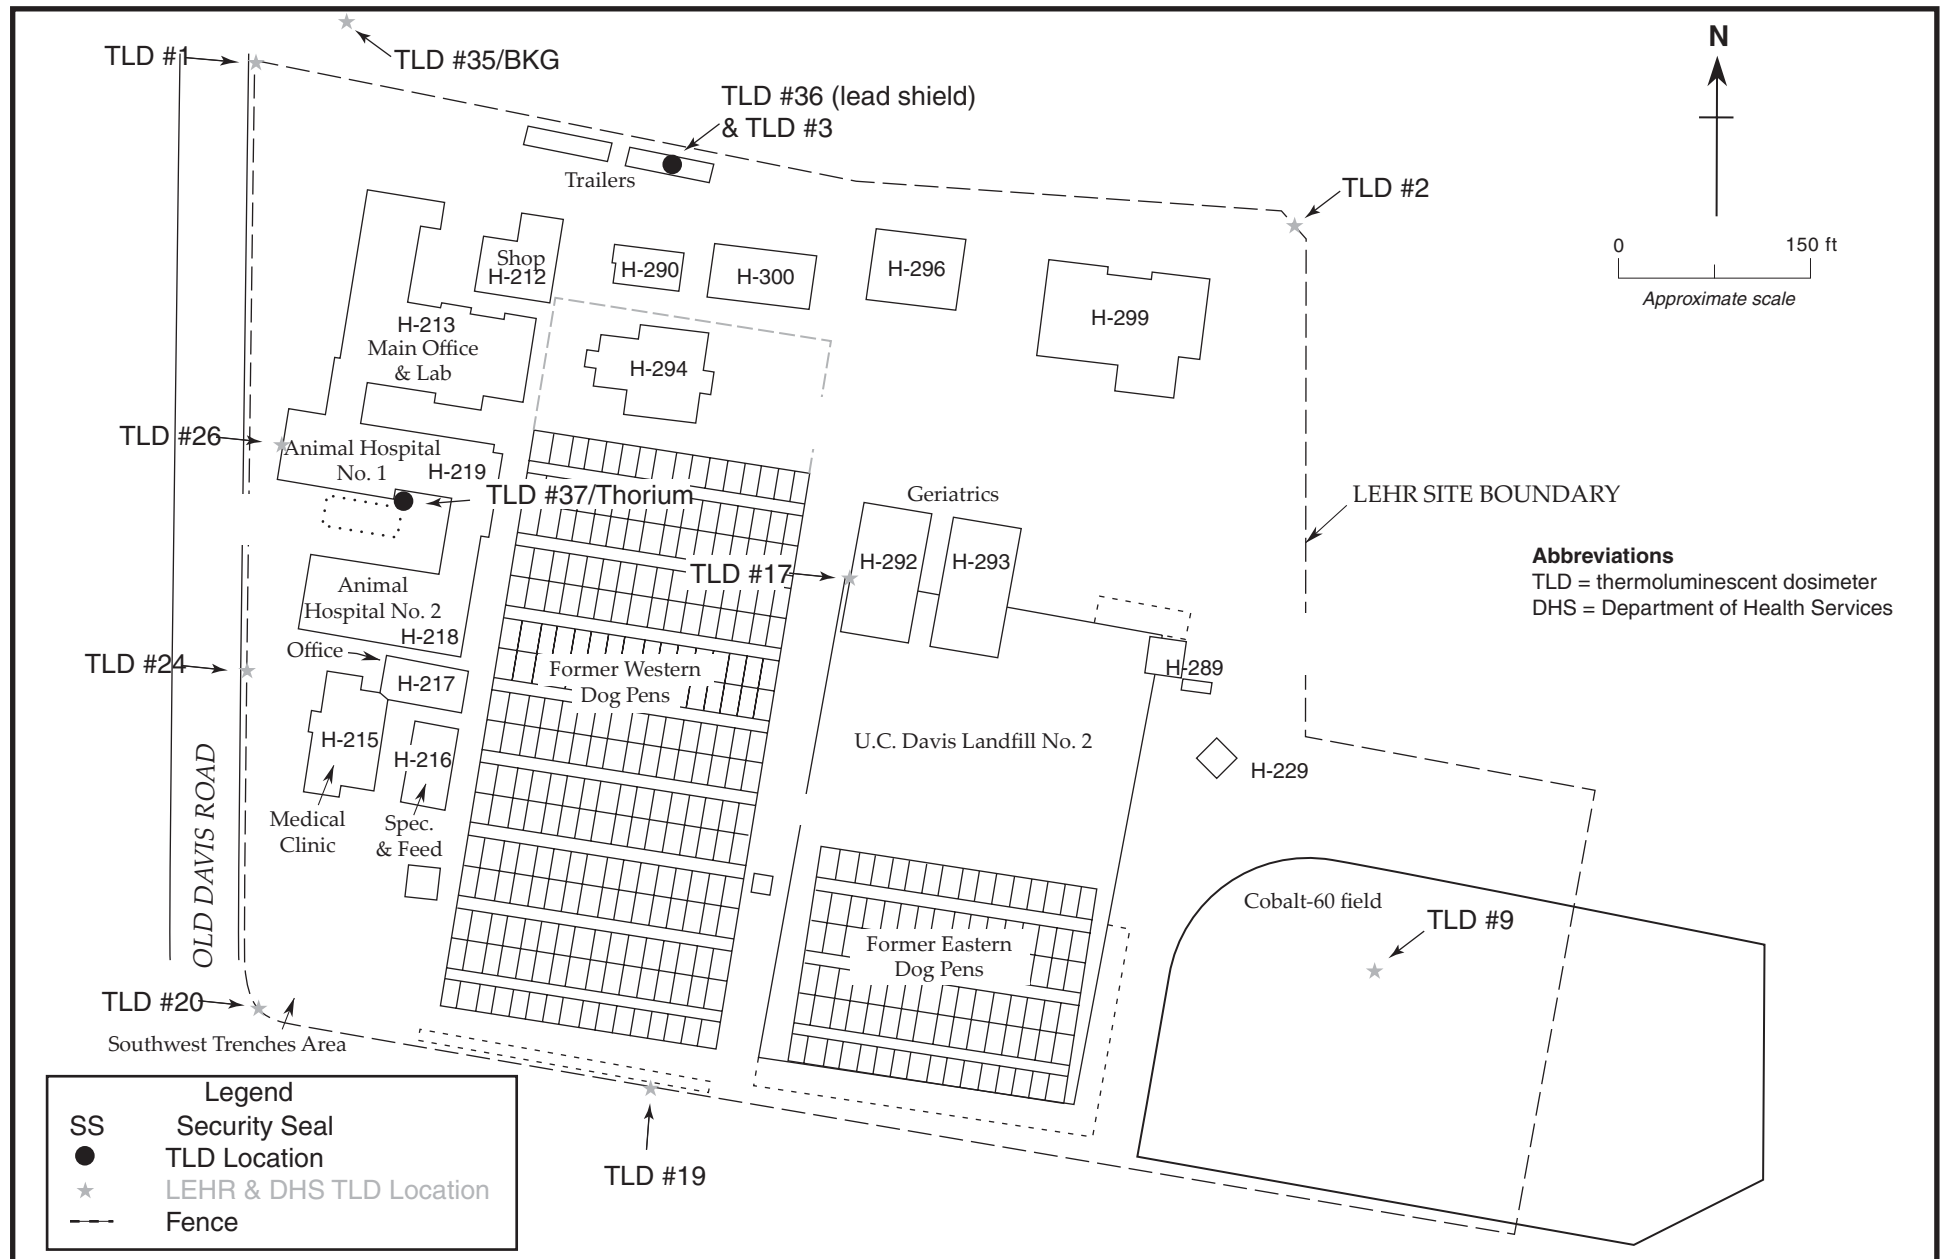 TLD #35/BKG
TLD #1
TLD #36 (lead shield)
& TLD #3
N
TLD #2
0 150 ft
Approximate scale
Trailers
Shop
H-212
H-290
H-300
H-296
H-299
H-213
Main Office
& Lab
H-294
TLD #26
Animal Hospital
No. 1
H-219
TLD #37/Thorium
Geriatrics
LEHR SITE BOUNDARY
H-292
H-293
TLD #17
Abbreviations
TLD = thermoluminescent dosimeter
DHS = Department of Health Services
Animal
Hospital No. 2
H-218
Office
TLD #24
H-217
Former Western
Dog Pens
H-289
H-215
H-216
U.C. Davis Landfill No. 2
H-229
OLD DAVIS ROAD
Medical
Clinic
Spec.
& Feed
Cobalt-60 field
TLD #9
Former Eastern
Dog Pens
TLD #20
Southwest Trenches Area
TLD #19
Legend
SS Security Seal
TLD Location
LEHR & DHS TLD Location
Fence